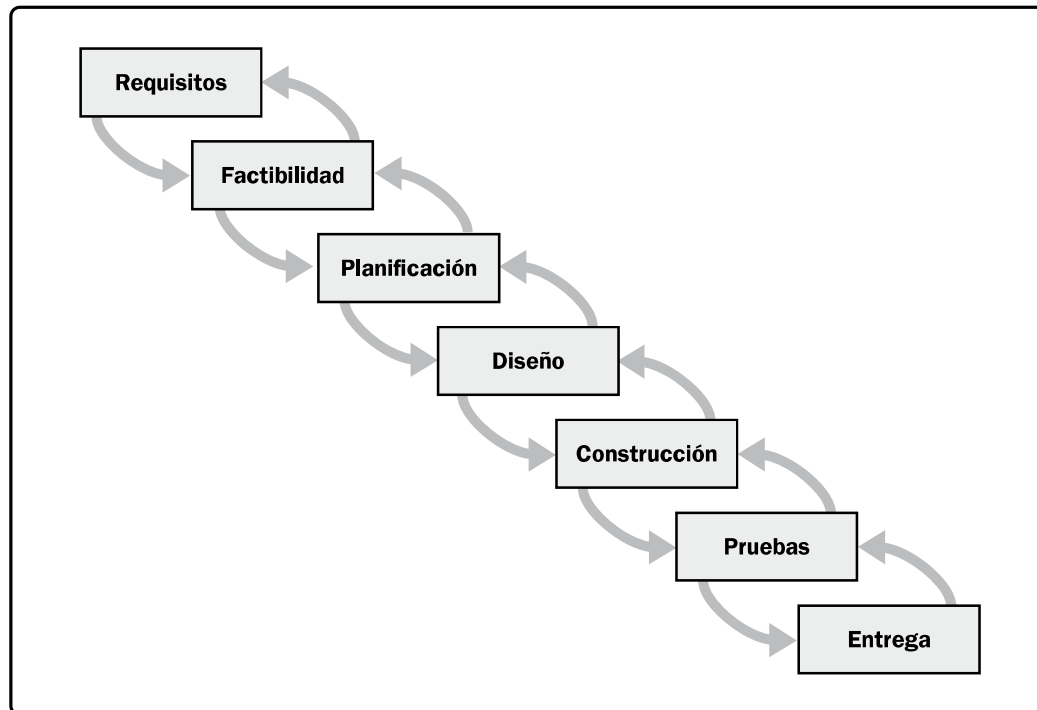 Requisitos
Factibilidad
Planificación
Diseño
Construcción
Pruebas
Entrega